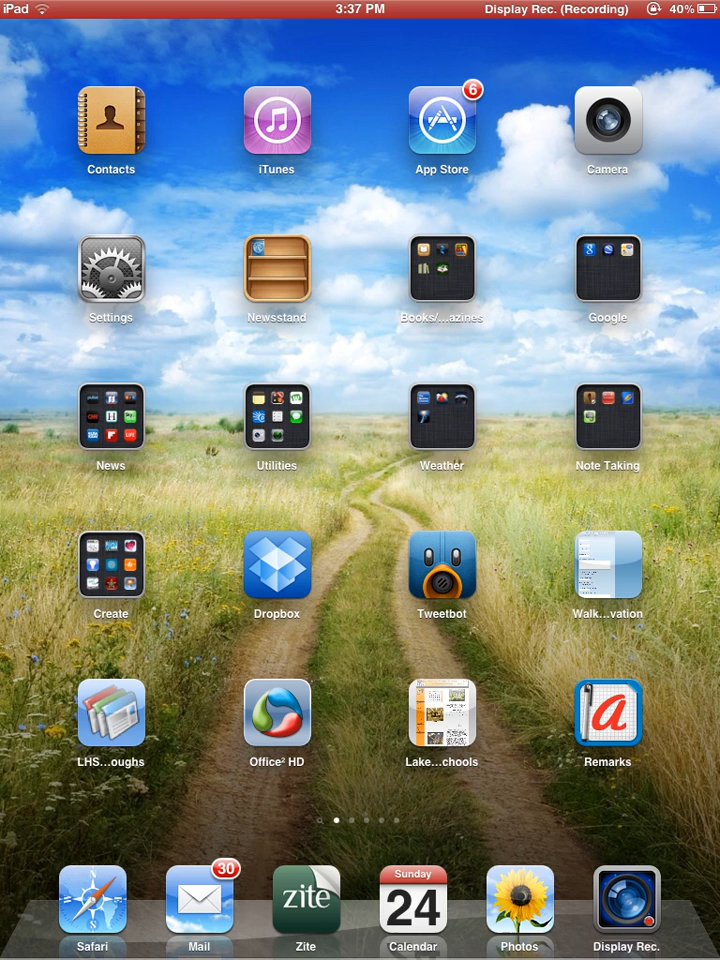 iPad 3:37 PM Display Rec. (Recording) 40%
6
Contacts iTunes App Store Camera
Settings Newsstand Books/...azines Google
News Utilities Weather Note Taking
Create Dropbox Tweetbot Walk...vation
a
LHS...oughs Office² HD Lake...chools Remarks
30
zite
Sunday
24
Safari Mail Zite Calendar Photos Display Rec.